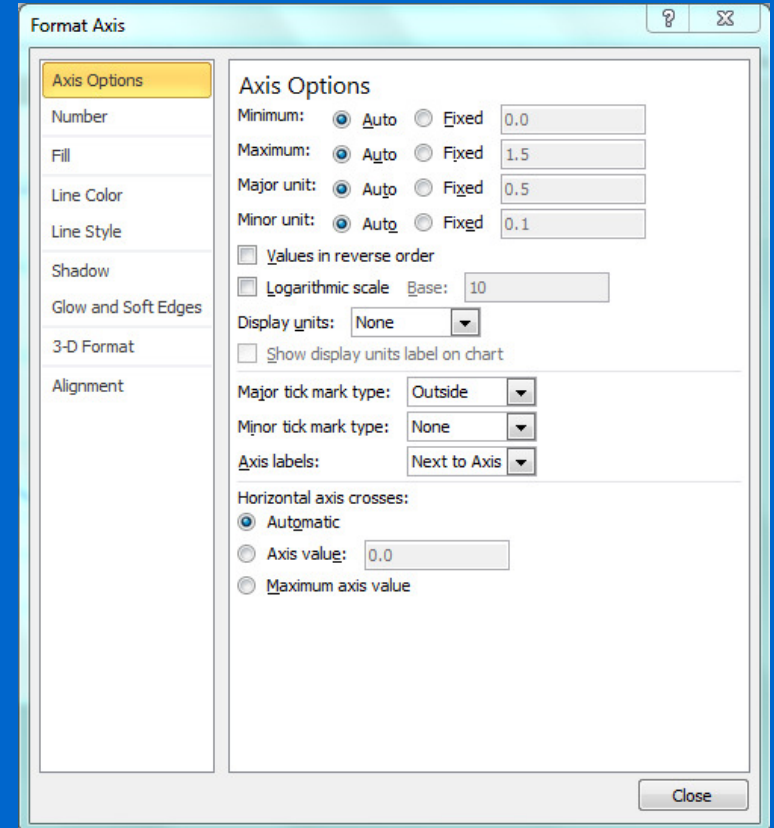 Format Axis
Axis Options
Number
Fill
Line Color
Line Style
Shadow
Glow and Soft Edges
3-D Format
Alignment
Axis Options
Minimum: Auto Fixed 0.0
Maximum: Auto Fixed 1.5
Major unit: Auto Fixed 0.5
Minor unit: Auto Fixed 0.1
Values in reverse order
Logarithmic scale Base: 10
Display units: None
Show display units label on chart
Major tick mark type: Outside
Minor tick mark type: None
Axis labels: Next to Axis
Horizontal axis crosses:
Automatic
Axis value: 0.0
Maximum axis value
Close